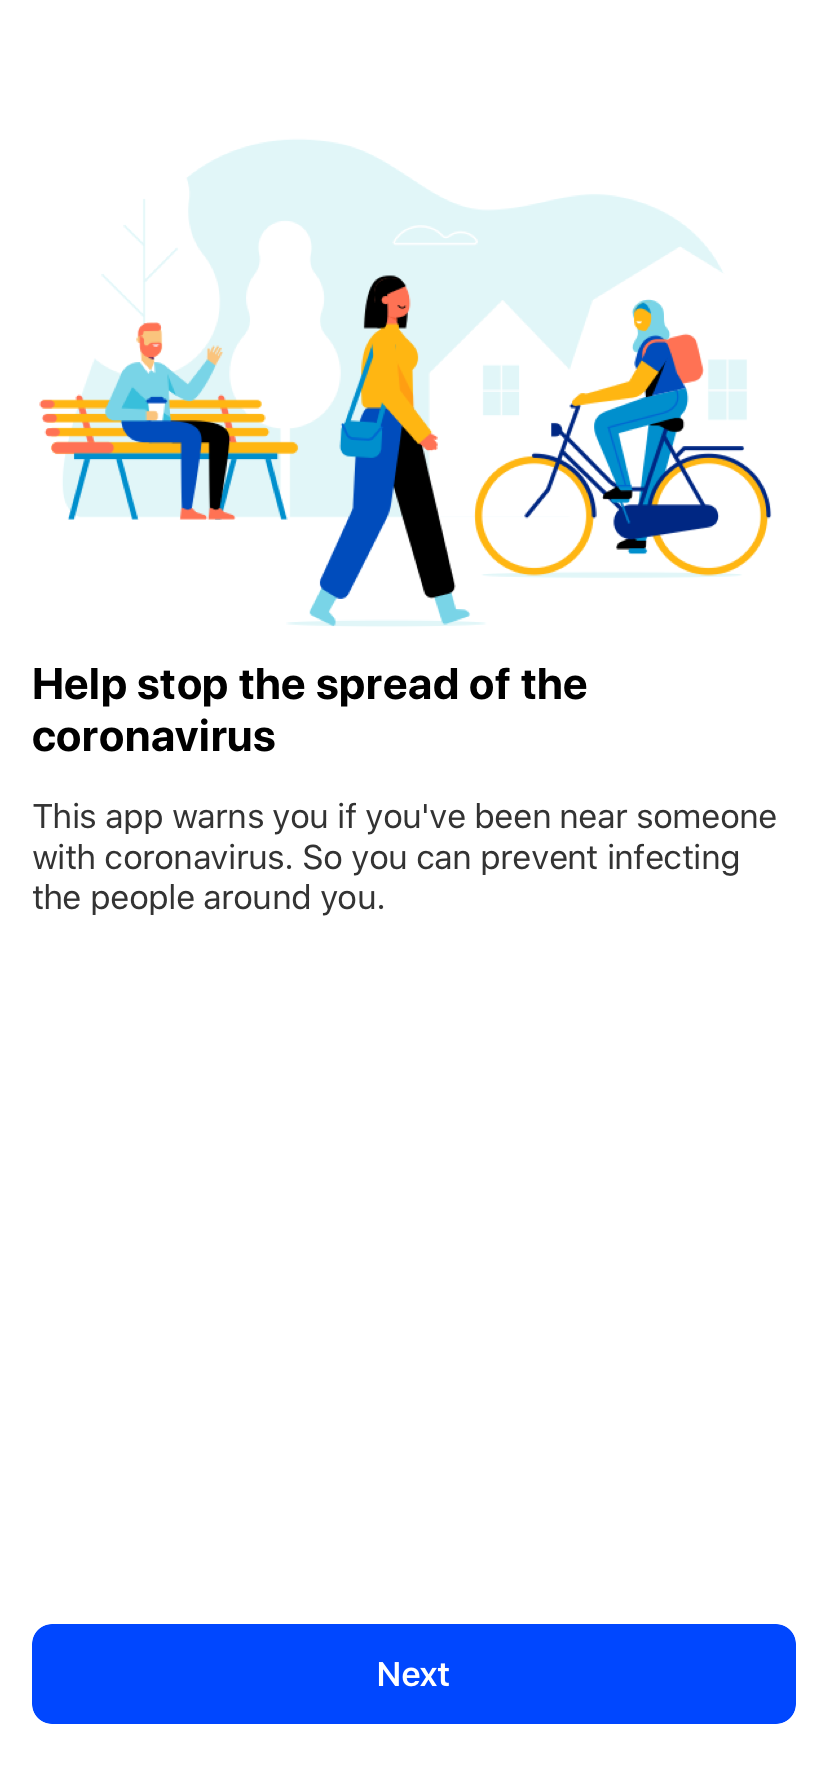 Help stop the spread of the
coronavirus
This app warns you if you've been near someone
with coronavirus. So you can prevent infecting
the people around you.
Next